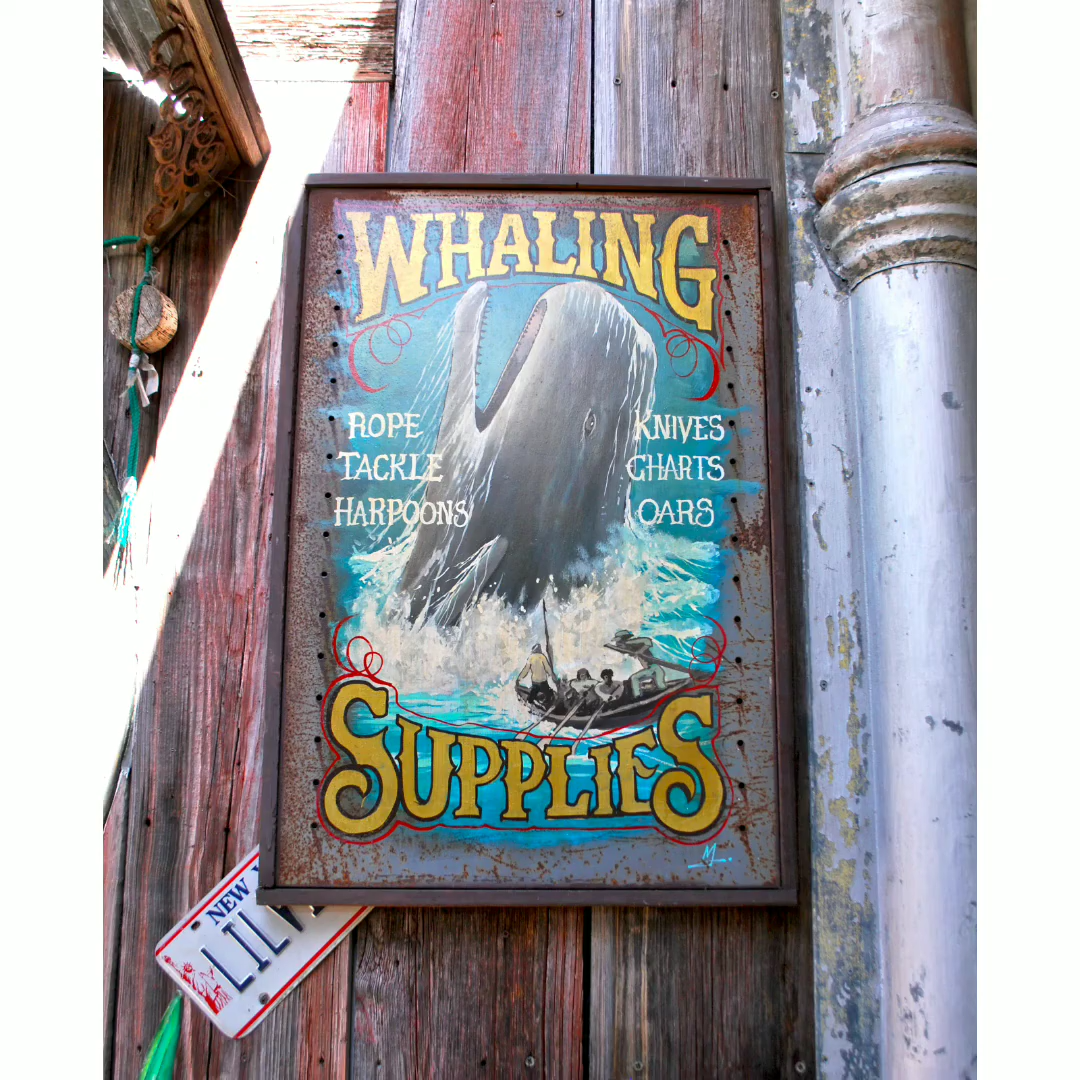 WHALING
ROPE
TACKLE
HARPOONS
KNIVES
CHARTS
OARS
SUPPLIES
NEW